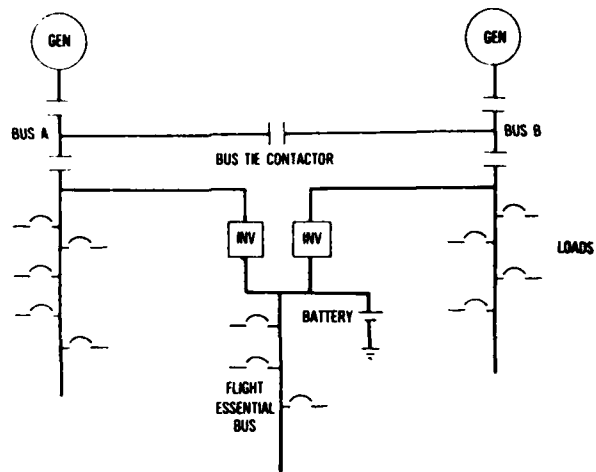 GEN
GEN
BUS A
BUS B
BUS TIE CONTACTOR
INV
INV
LOADS
BATTERY
FLIGHT
ESSENTIAL
BUS